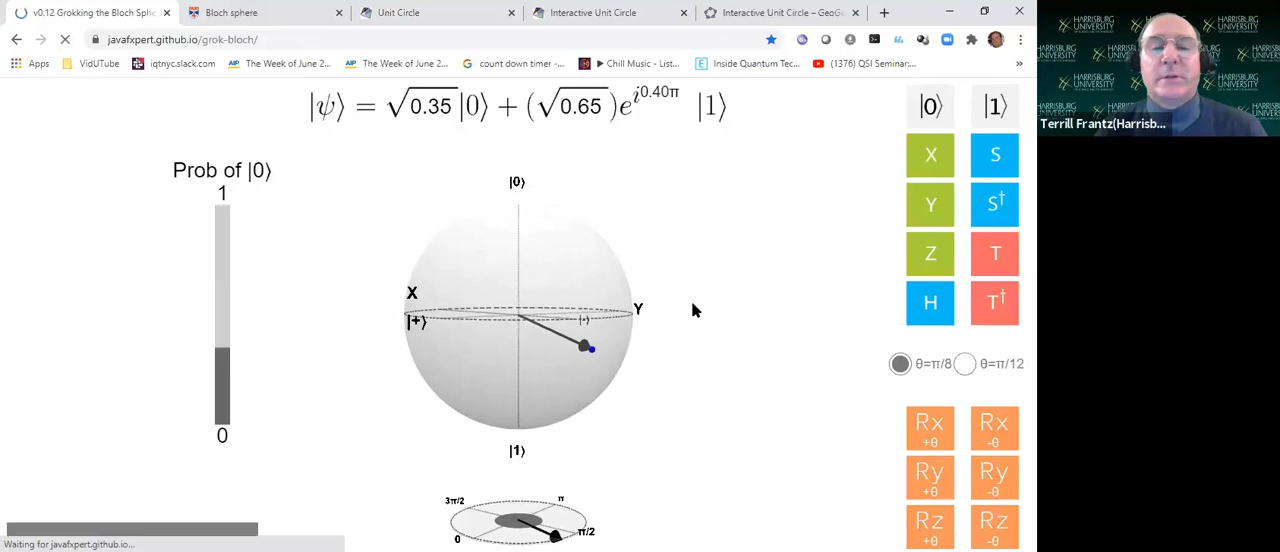 v0.12 Grokking the Bloch Sphe
Bloch sphere
Unit Circle
Interactive Unit Circle
Interactive Unit Circle – GeoGe
javafxpert.github.io/grok-bloch/
Apps
VidUTube
iqtnyc.slack.com
AIP
The Week of June 2...
AIP
The Week of June 2...
count down timer -...
Chill Music - List...
Inside Quantum Tec...
(1376) QSI Seminar:...
»
|ψ⟩ = √0.35 |0⟩ + (√0.65 )e^{i0.40π} |1⟩
Prob of |0⟩
1
0
|0⟩
X
|+⟩
Y
|1⟩
3π/2
π
0
π/2
|0⟩
|1⟩
X
S
Y
S†
Z
T
H
T†
θ=π/8
θ=π/12
Rx
+θ
Rx
-θ
Ry
+θ
Ry
-θ
Rz
+θ
Rz
-θ
Waiting for javafxpert.github.io...
HARRISBURG
UNIVERSITY
Terrill Frantz(Harrisb...